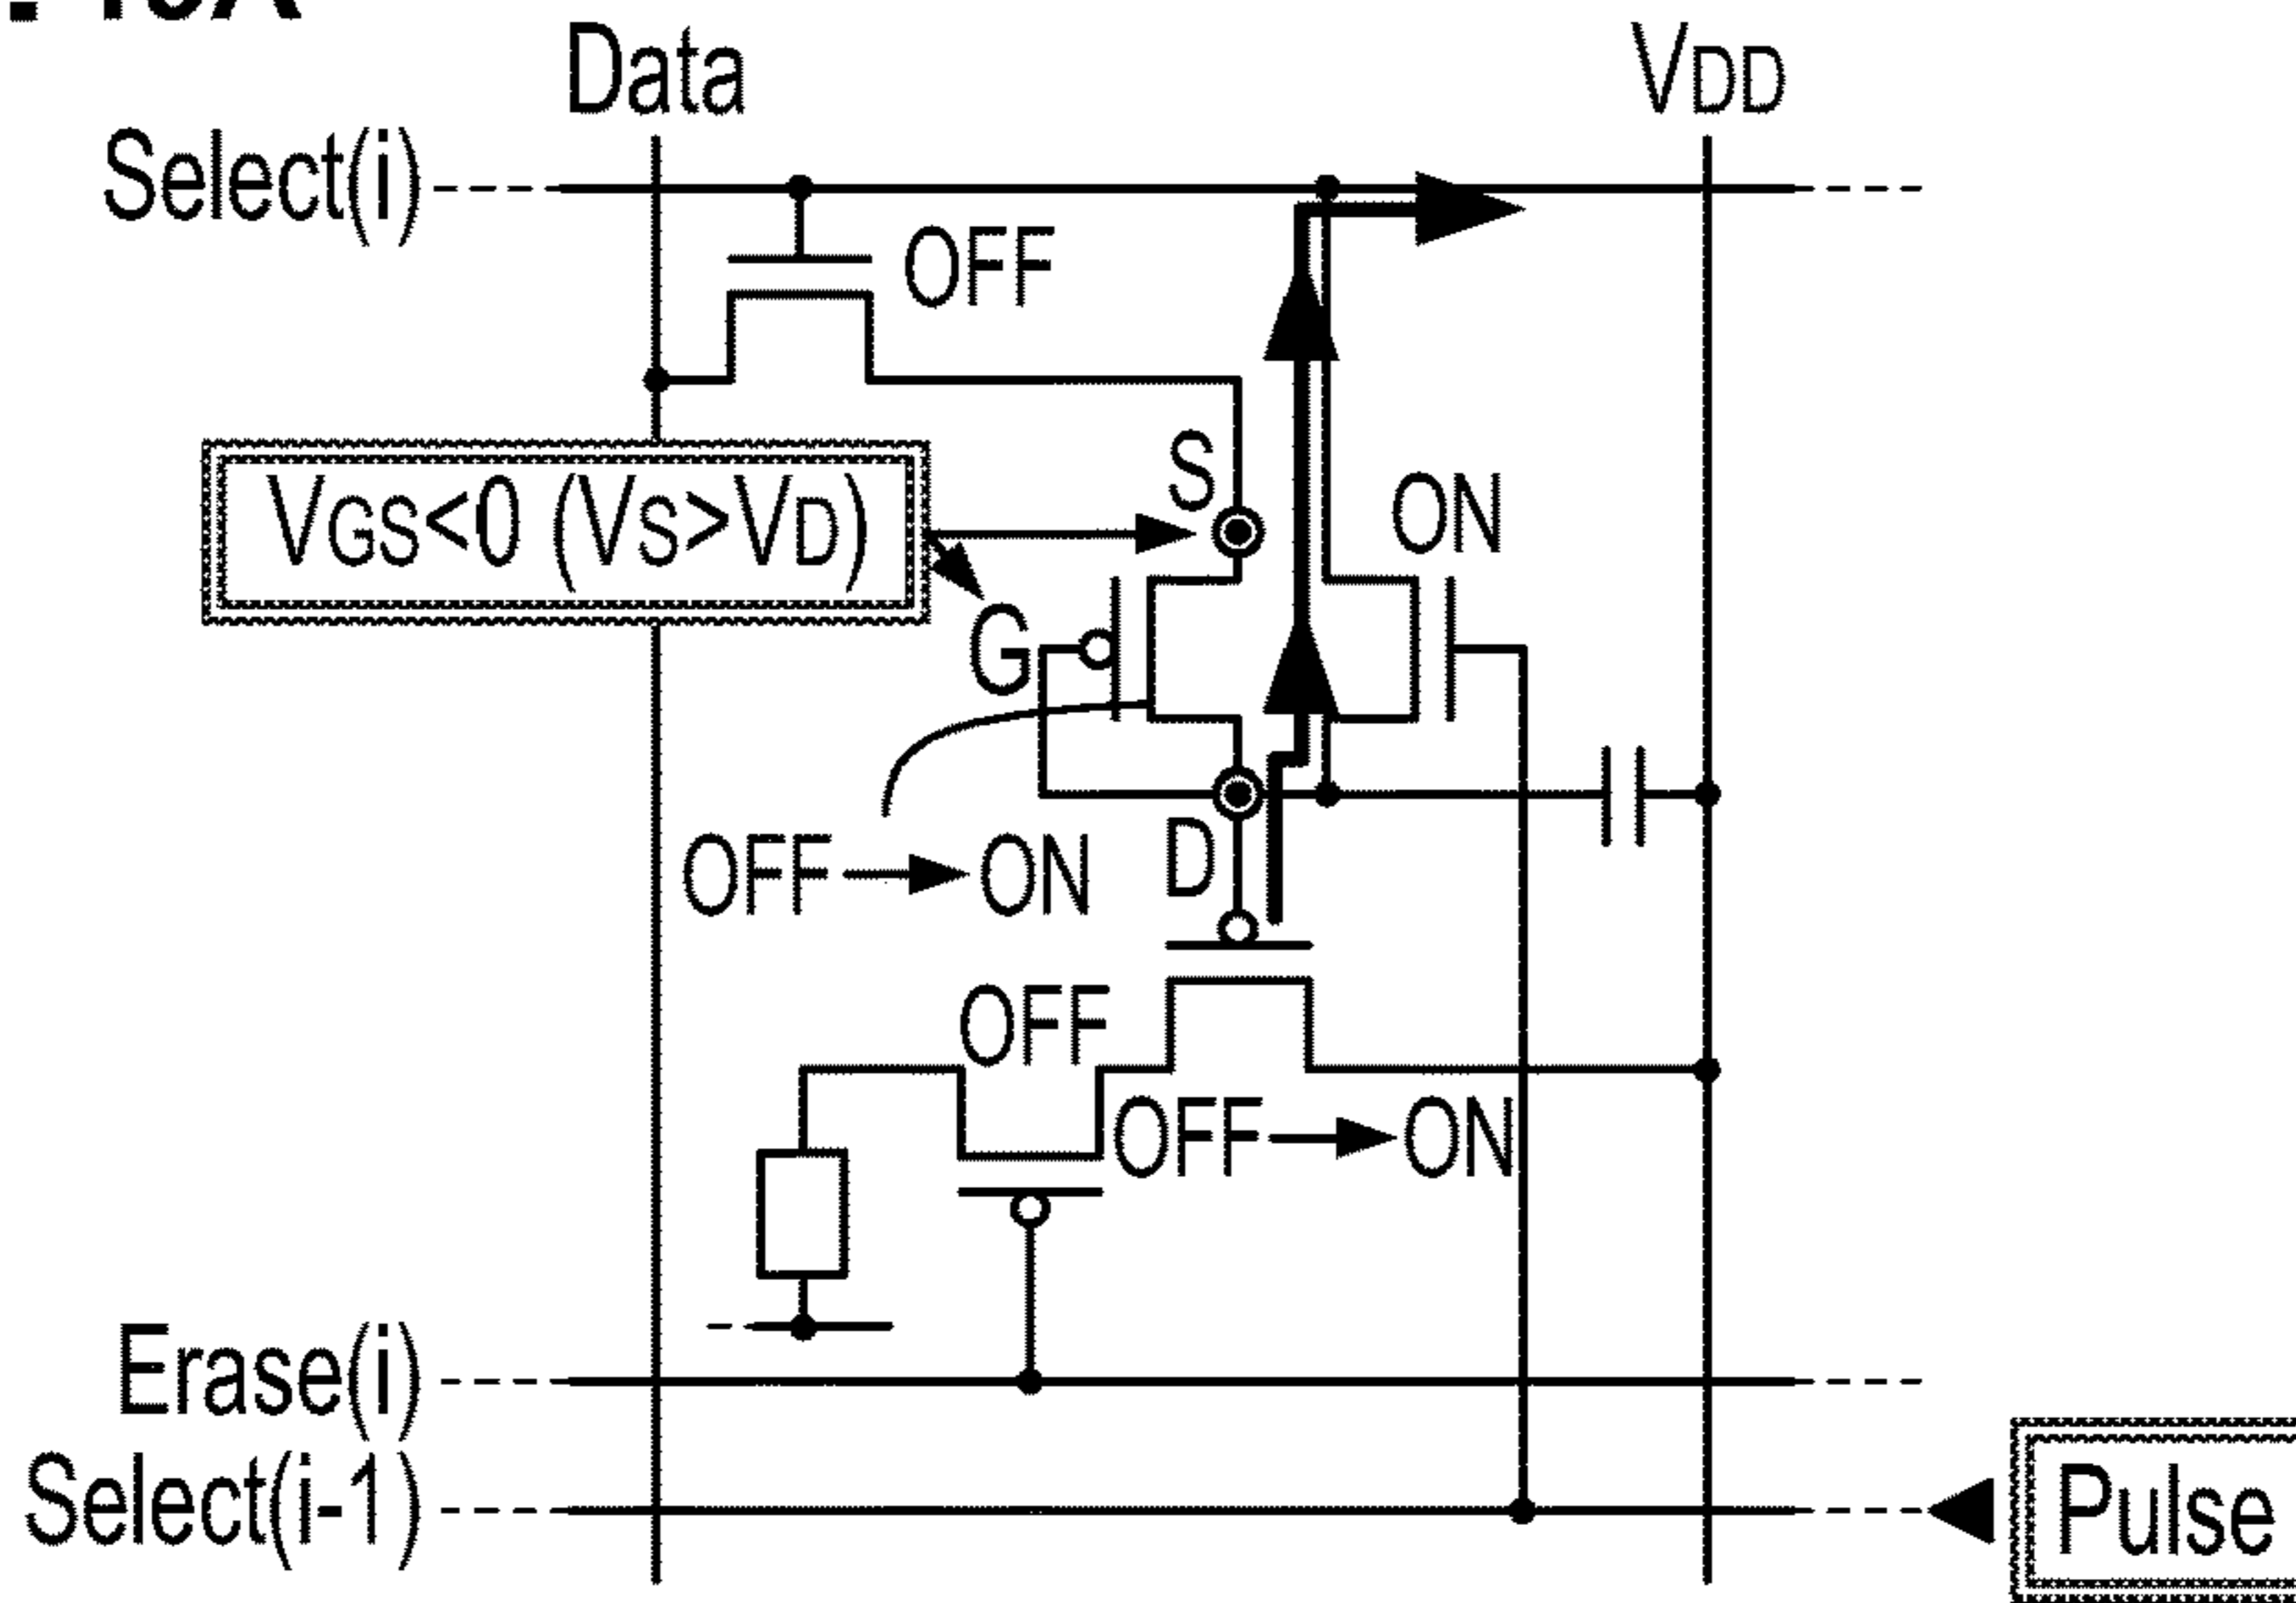 Data
VDD
Select(i)
OFF
S
ON
VGS<0 (VS>VD)
G
OFF → ON
D
OFF
OFF → ON
Erase(i)
Select(i-1)
Pulse